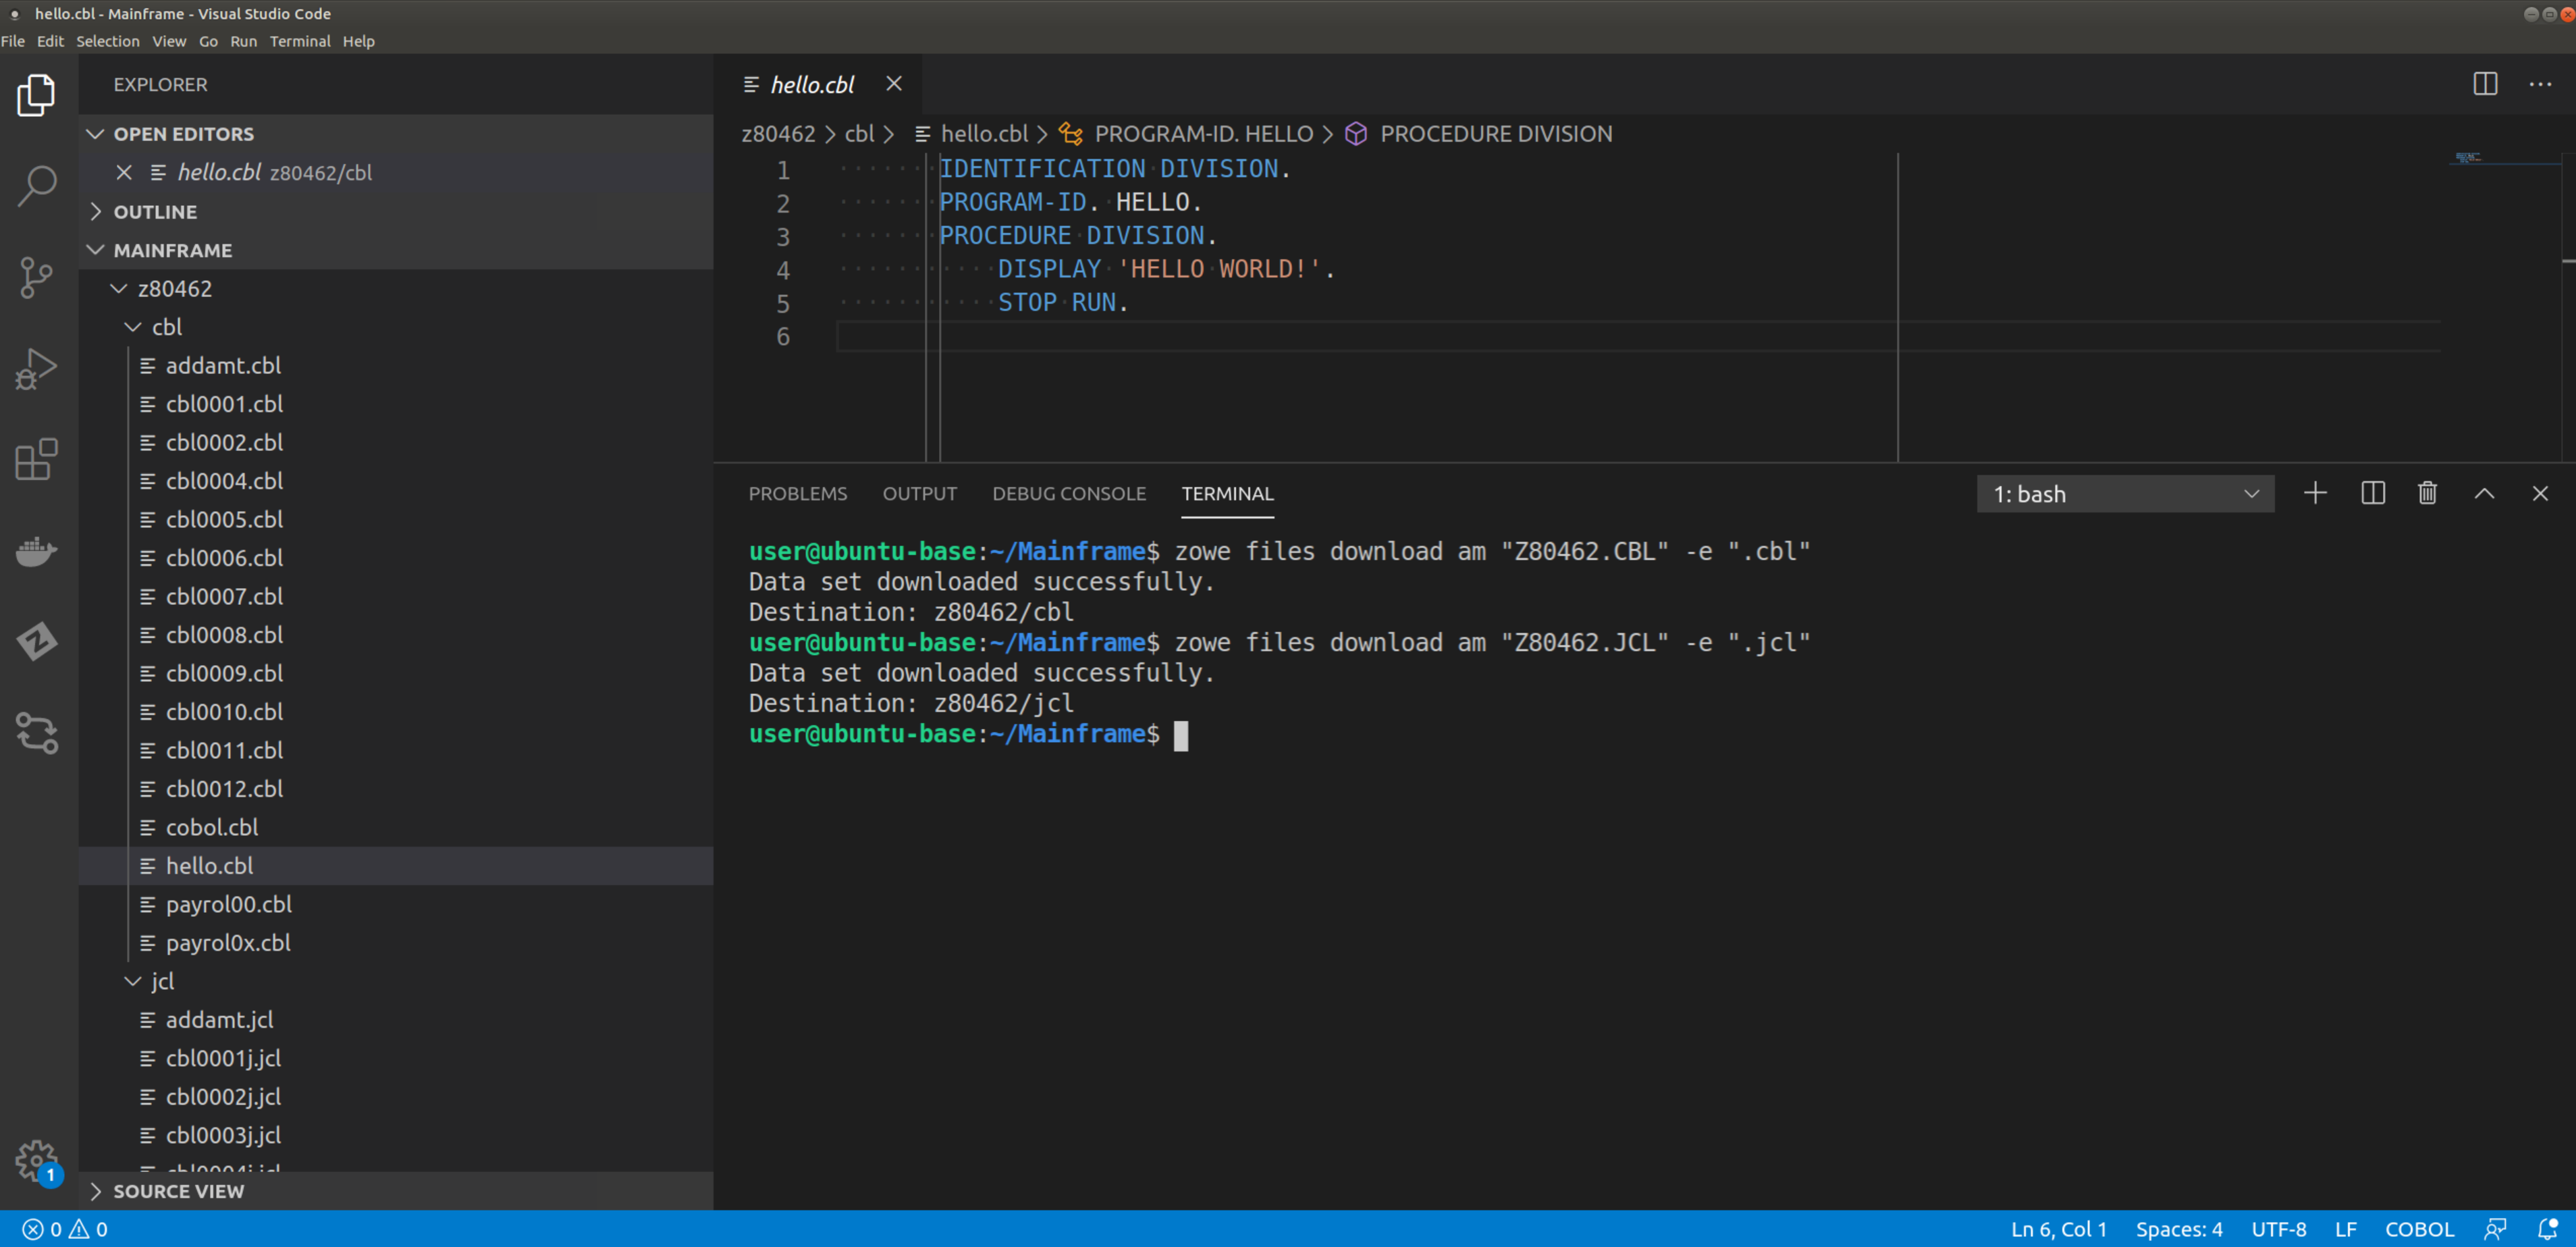 hello.cbl - Mainframe - Visual Studio Code
File Edit Selection View Go Run Terminal Help
EXPLORER
OPEN EDITORS
hello.cbl z80462/cbl
OUTLINE
MAINFRAME
z80462
cbl
addamt.cbl
cbl0001.cbl
cbl0002.cbl
cbl0004.cbl
cbl0005.cbl
cbl0006.cbl
cbl0007.cbl
cbl0008.cbl
cbl0009.cbl
cbl0010.cbl
cbl0011.cbl
cbl0012.cbl
cobol.cbl
hello.cbl
payrol00.cbl
payrol0x.cbl
jcl
addamt.jcl
cbl0001j.jcl
cbl0002j.jcl
cbl0003j.jcl
SOURCE VIEW
hello.cbl
z80462 > cbl > hello.cbl > PROGRAM-ID. HELLO > PROCEDURE DIVISION
1 IDENTIFICATION DIVISION.
2 PROGRAM-ID. HELLO.
3 PROCEDURE DIVISION.
4 DISPLAY 'HELLO WORLD!'.
5 STOP RUN.
6
PROBLEMS OUTPUT DEBUG CONSOLE TERMINAL 1: bash
user@ubuntu-base:~/Mainframe$ zowe files download am "Z80462.CBL" -e ".cbl"
Data set downloaded successfully.
Destination: z80462/cbl
user@ubuntu-base:~/Mainframe$ zowe files download am "Z80462.JCL" -e ".jcl"
Data set downloaded successfully.
Destination: z80462/jcl
user@ubuntu-base:~/Mainframe$
1
0 0 Ln 6, Col 1 Spaces: 4 UTF-8 LF COBOL